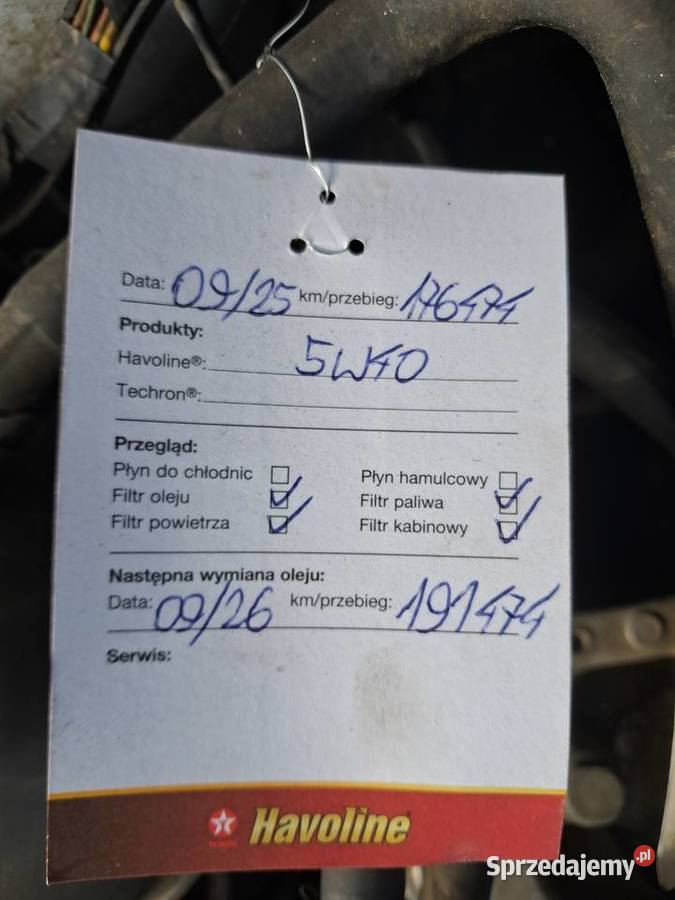 Data: 09/25 km/przebieg: 176474
Produkty:
Havoline®: 5W40
Techron®:
Przegląd:
Płyn do chłodnic Płyn hamulcowy
Filtr oleju Filtr paliwa
Filtr powietrza Filtr kabinowy
Następna wymiana oleju:
Data: 09/26 km/przebieg: 191474
Serwis:
Havoline
Sprzedajemy.pl